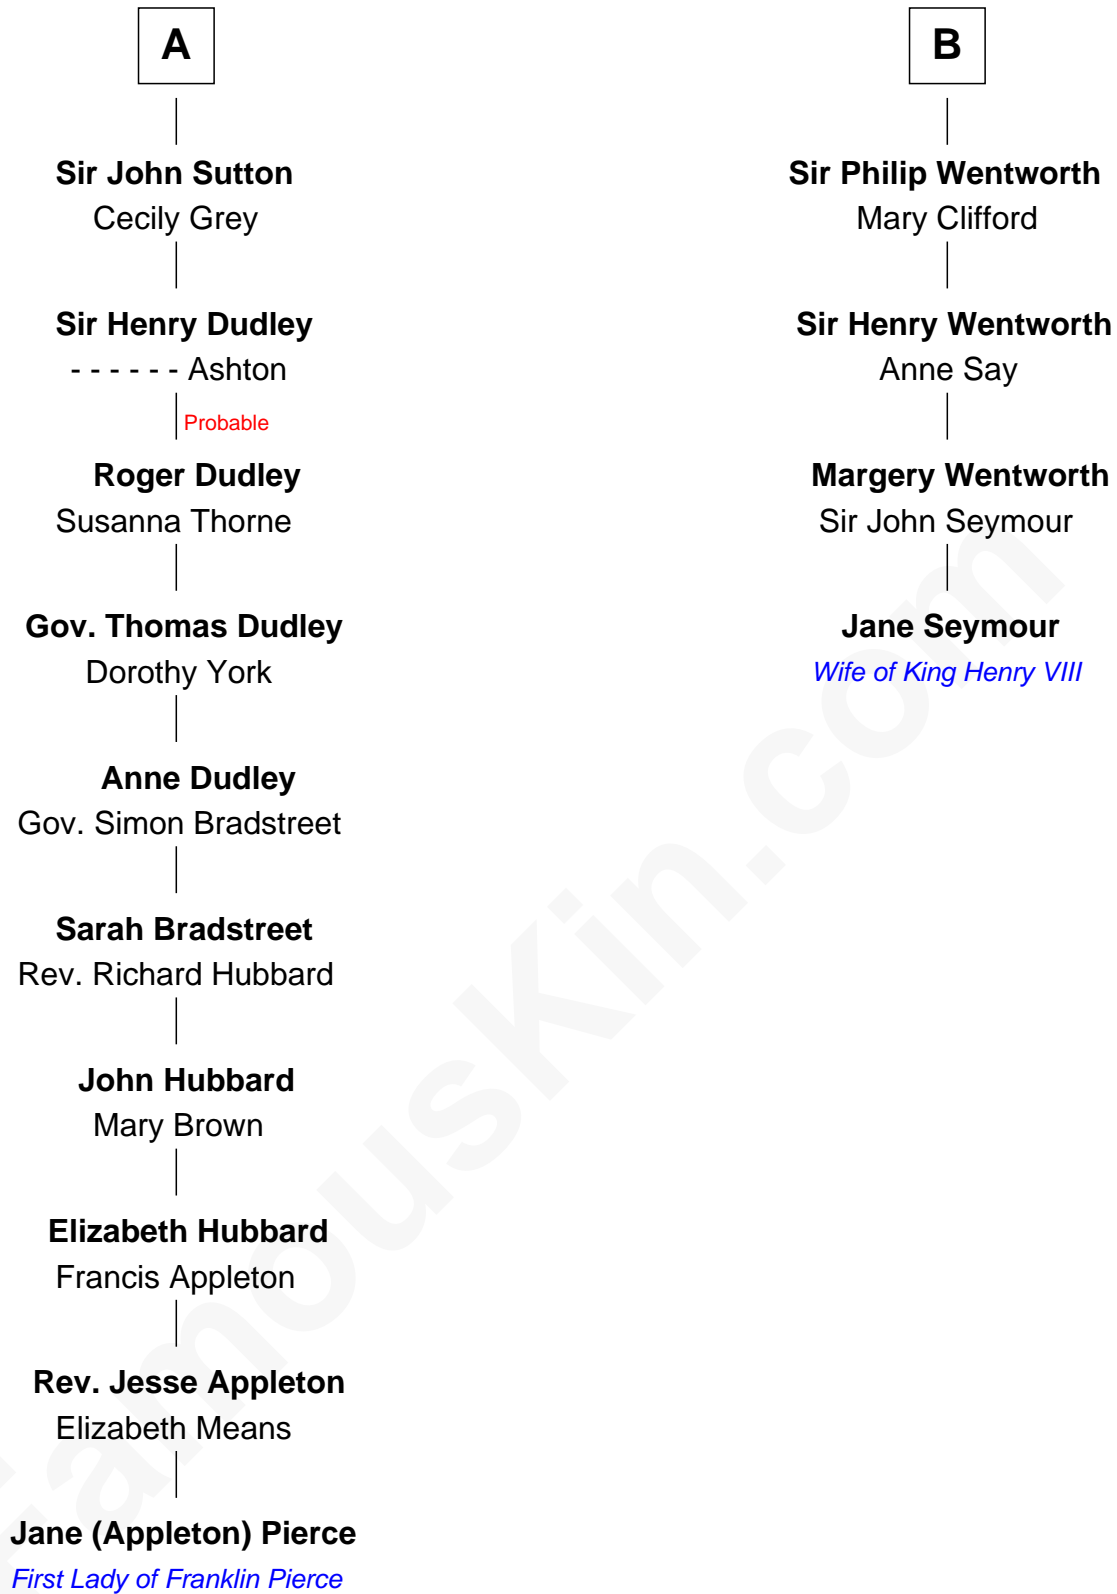 A
Sir John Sutton
Cecily Grey
Sir Henry Dudley
- - - - - - Ashton
Probable
Roger Dudley
Susanna Thorne
Gov. Thomas Dudley
Dorothy York
Anne Dudley
Gov. Simon Bradstreet
Sarah Bradstreet
Rev. Richard Hubbard
John Hubbard
Mary Brown
Elizabeth Hubbard
Francis Appleton
Rev. Jesse Appleton
Elizabeth Means
Jane (Appleton) Pierce
First Lady of Franklin Pierce
B
Sir Philip Wentworth
Mary Clifford
Sir Henry Wentworth
Anne Say
Margery Wentworth
Sir John Seymour
Jane Seymour
Wife of King Henry VIII
FamousKin.com